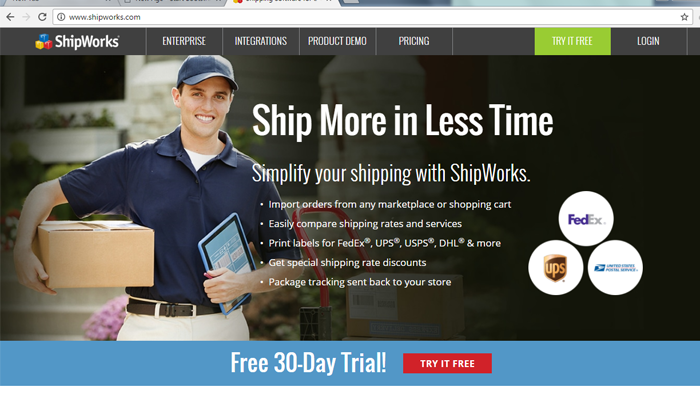 www.shipworks.com
ShipWorks
ENTERPRISE
INTEGRATIONS
PRODUCT DEMO
PRICING
TRY IT FREE
LOGIN
Ship More in Less Time
Simplify your shipping with ShipWorks.
• Import orders from any marketplace or shopping cart
• Easily compare shipping rates and services
• Print labels for FedEx®, UPS®, USPS®, DHL® & more
• Get special shipping rate discounts
• Package tracking sent back to your store
FedEx
ups
UNITED STATES
POSTAL SERVICE
Free 30-Day Trial!
TRY IT FREE